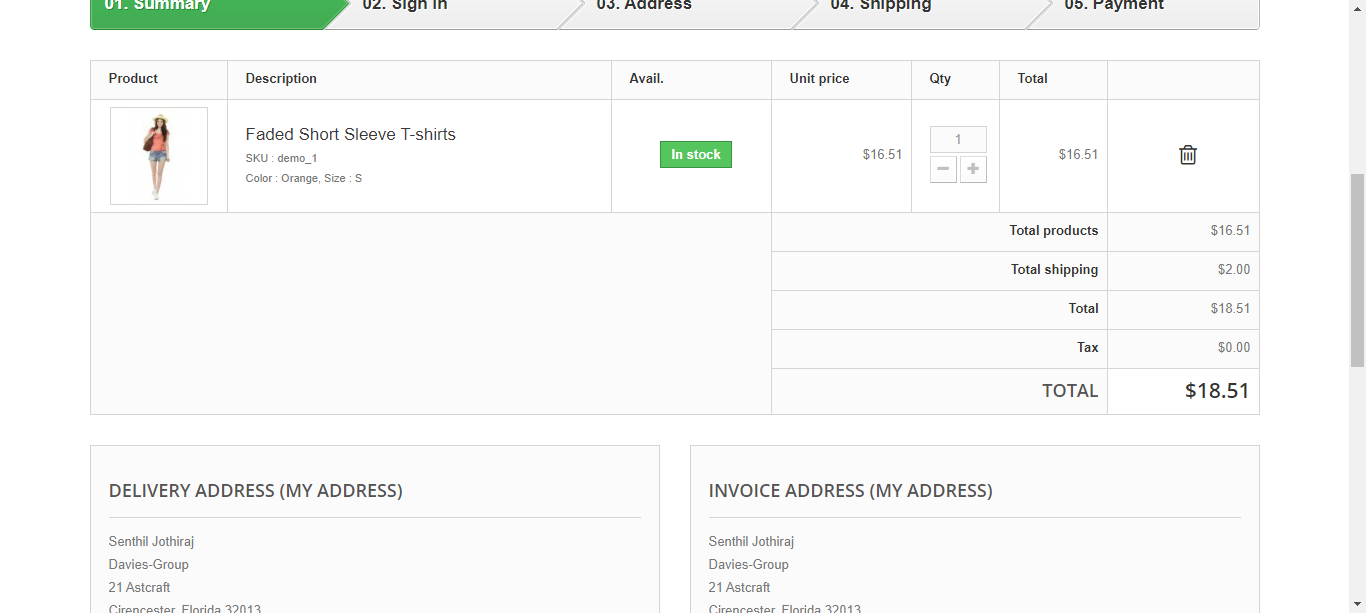 01. Summary 02. Sign in 03. Address 04. Shipping 05. Payment
Product Description Avail. Unit price Qty Total
Faded Short Sleeve T-shirts
SKU : demo_1
Color : Orange, Size : S
In stock
$16.51
1
$16.51
Total products $16.51
Total shipping $2.00
Total $18.51
Tax $0.00
TOTAL $18.51
DELIVERY ADDRESS (MY ADDRESS)
Senthil Jothiraj
Davies-Group
21 Astcraft
Cirencester, Florida 32013
INVOICE ADDRESS (MY ADDRESS)
Senthil Jothiraj
Davies-Group
21 Astcraft
Cirencester, Florida 32013